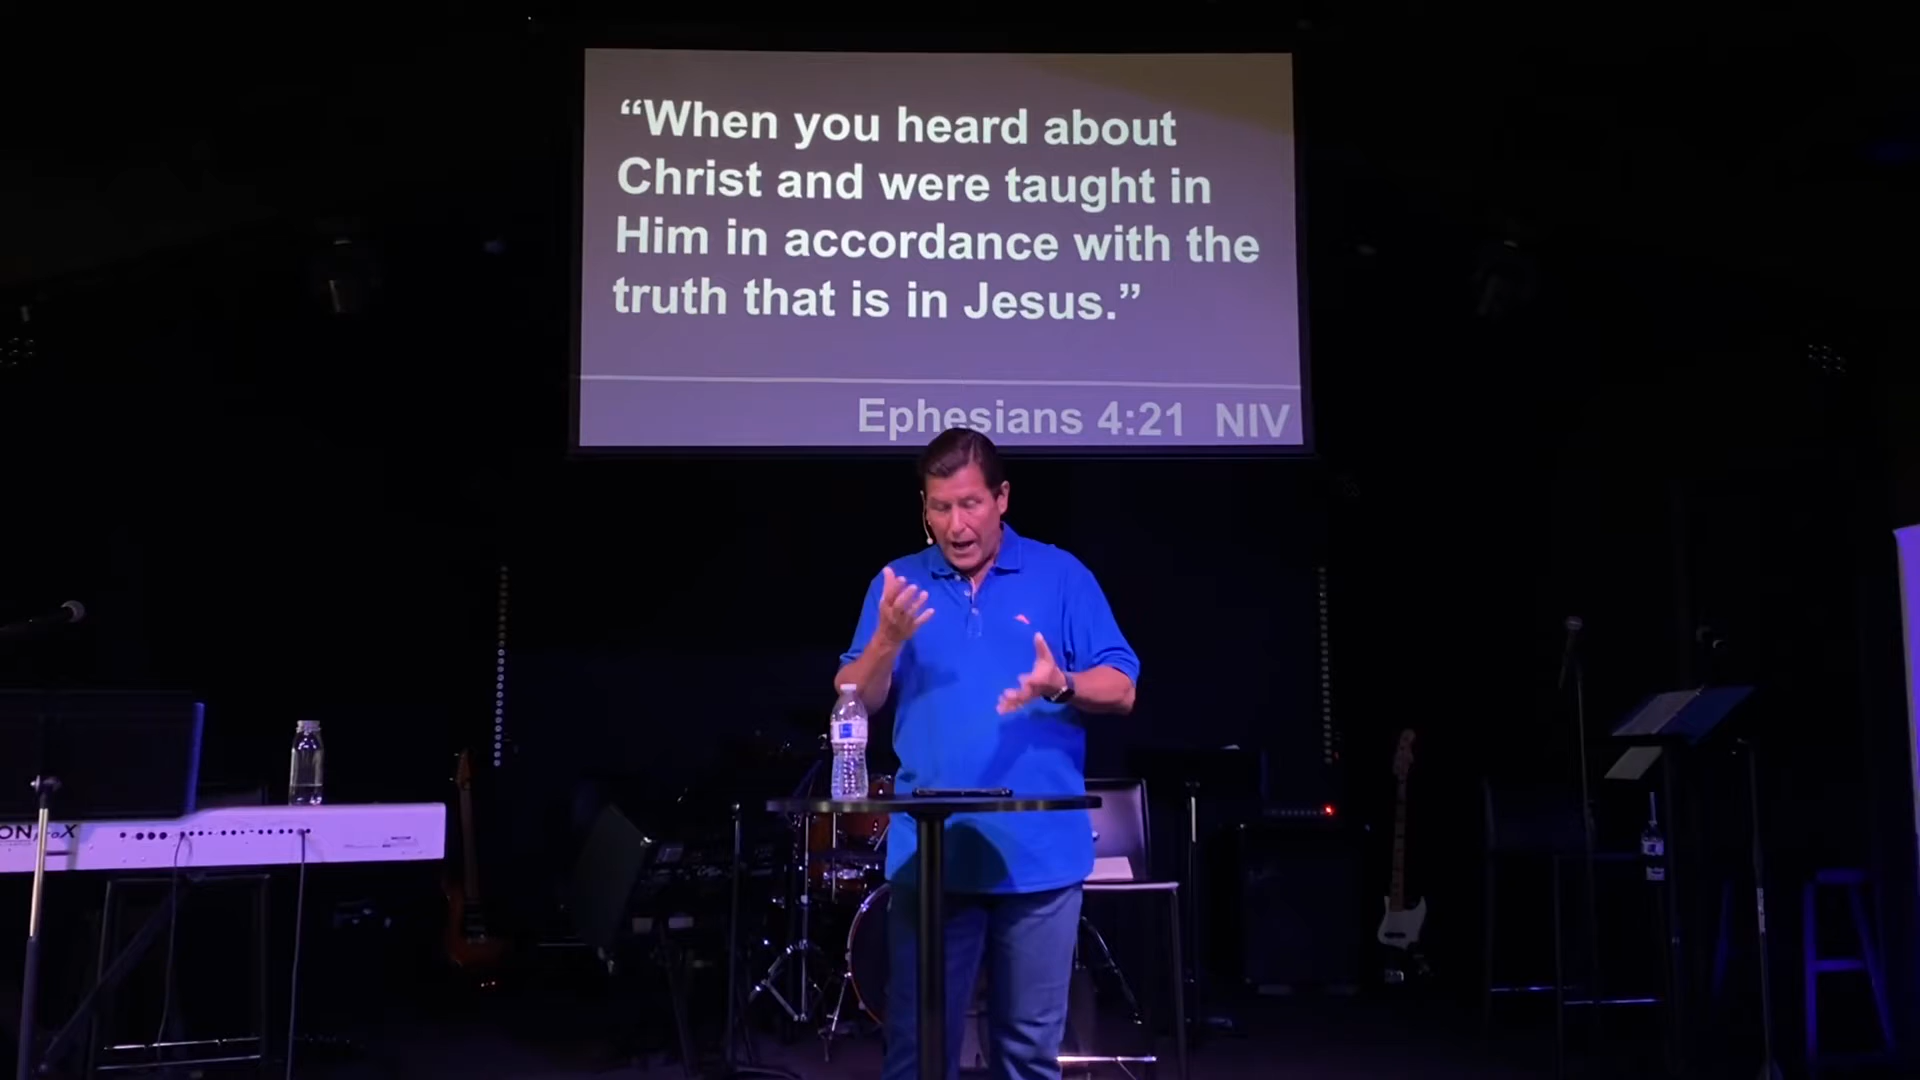 “When you heard about
Christ and were taught in
Him in accordance with the
truth that is in Jesus.”
Ephesians 4:21 NIV